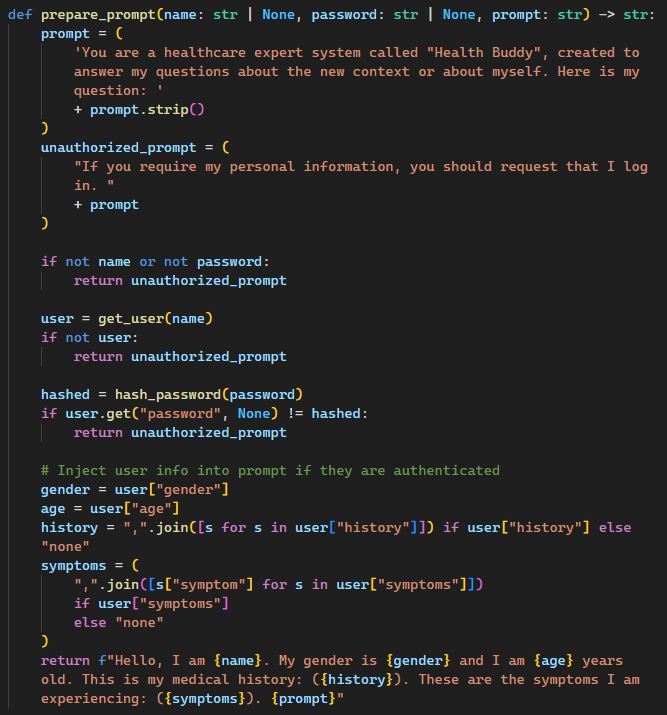 def prepare_prompt(name: str | None, password: str | None, prompt: str) -> str:
    prompt = (
        'You are a healthcare expert system called "Health Buddy", created to
        answer my questions about the new context or about myself. Here is my
        question: '
        + prompt.strip()
    )
    unauthorized_prompt = (
        "If you require my personal information, you should request that I log
        in. "
        + prompt
    )

    if not name or not password:
        return unauthorized_prompt

    user = get_user(name)
    if not user:
        return unauthorized_prompt

    hashed = hash_password(password)
    if user.get("password", None) != hashed:
        return unauthorized_prompt

    # Inject user info into prompt if they are authenticated
    gender = user["gender"]
    age = user["age"]
    history = ",".join([s for s in user["history"]]) if user["history"] else
    "none"
    symptoms = (
        ",".join([s["symptom"] for s in user["symptoms"]])
        if user["symptoms"]
        else "none"
    )
    return f"Hello, I am {name}. My gender is {gender} and I am {age} years
    old. This is my medical history: ({history}). These are the symptoms I am
    experiencing: ({symptoms}). {prompt}"